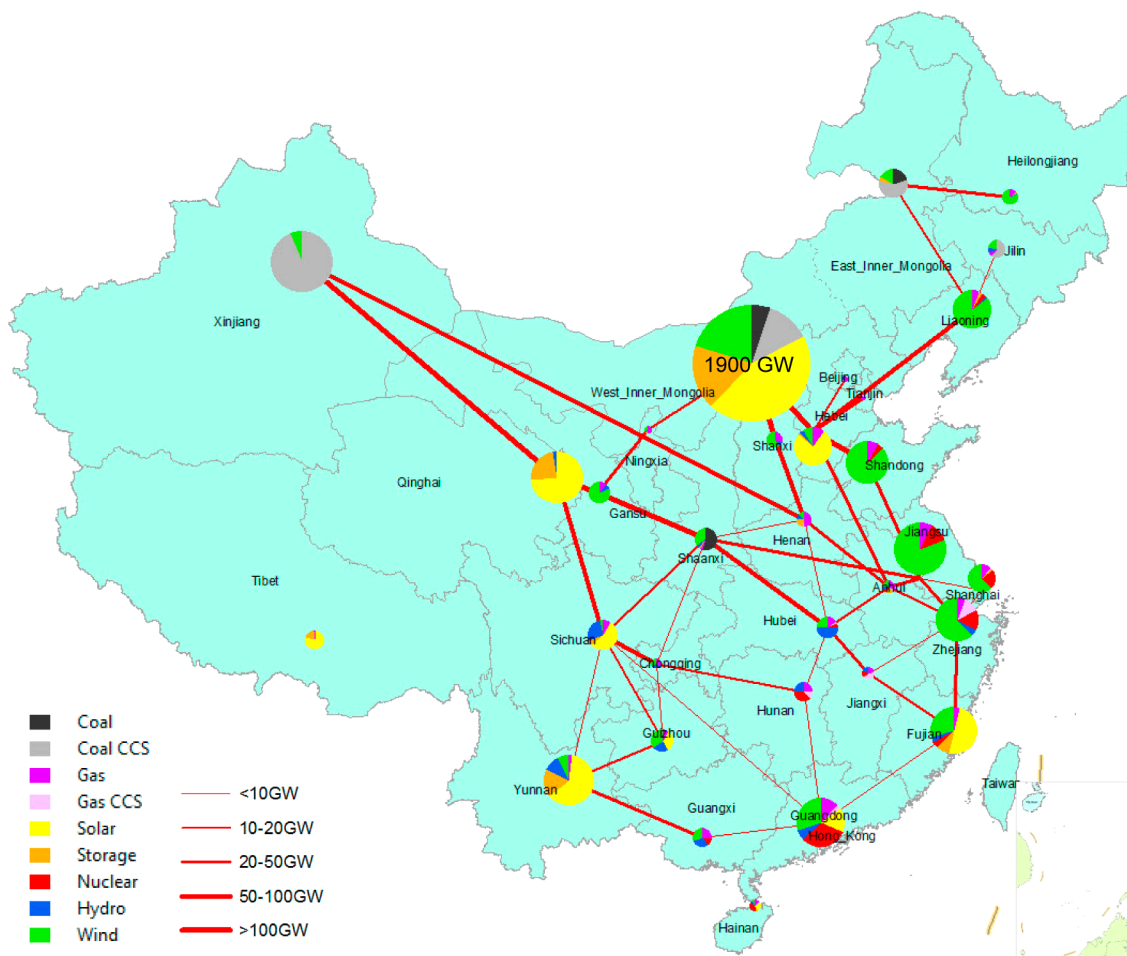 Heilongjiang
Jilin
East_Inner_Mongolia
Liaoning
Xinjiang
1900 GW
Beijing
West_Inner_Mongolia
Tianjin
Hebei
Shanxi
Shandong
Ningxia
Qinghai
Gansu
Henan
Jiangsu
Shaanxi
Tibet
Anhui
Shanghai
Hubei
Sichuan
Zhejiang
Chongqing
Jiangxi
Hunan
Guizhou
Fujian
Yunnan
Taiwar
Guangxi
Guangdong
Hong_Kong
Hainan
Coal
Coal CCS
Gas
Gas CCS
Solar
Storage
Nuclear
Hydro
Wind
<10GW
10-20GW
20-50GW
50-100GW
>100GW